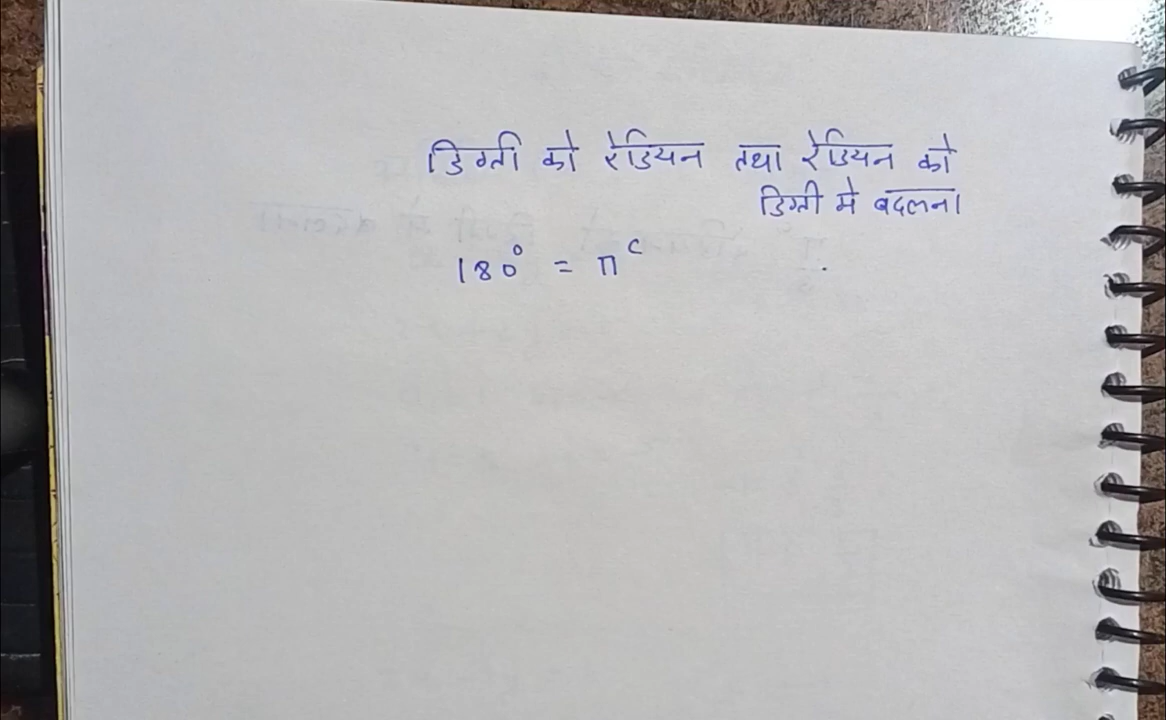 डिग्री को रेडियन तथा रेडियन को
डिग्री मे बदलना
180° = π^c